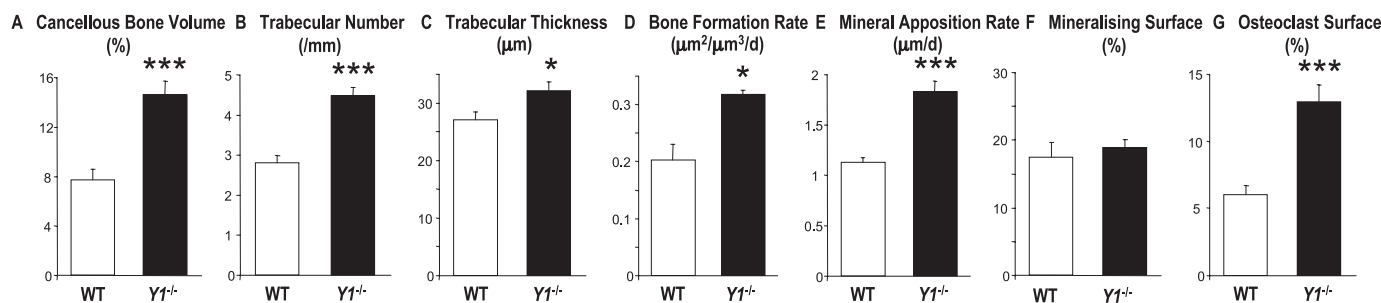 A Cancellous Bone Volume
(%)
***
16
12
8
4
0
WT Y1-/-
B Trabecular Number
(/mm)
***
5
4
3
2
1
0
WT Y1-/-
C Trabecular Thickness
(µm)
*
30
20
10
0
WT Y1-/-
D Bone Formation Rate
(µm2/µm3/d)
*
0.3
0.2
0.1
0
WT Y1-/-
E Mineral Apposition Rate
(µm/d)
***
2
1.5
1
0.5
0
WT Y1-/-
F Mineralising Surface
(%)
30
20
10
0
WT Y1-/-
G Osteoclast Surface
(%)
***
15
10
5
0
WT Y1-/-